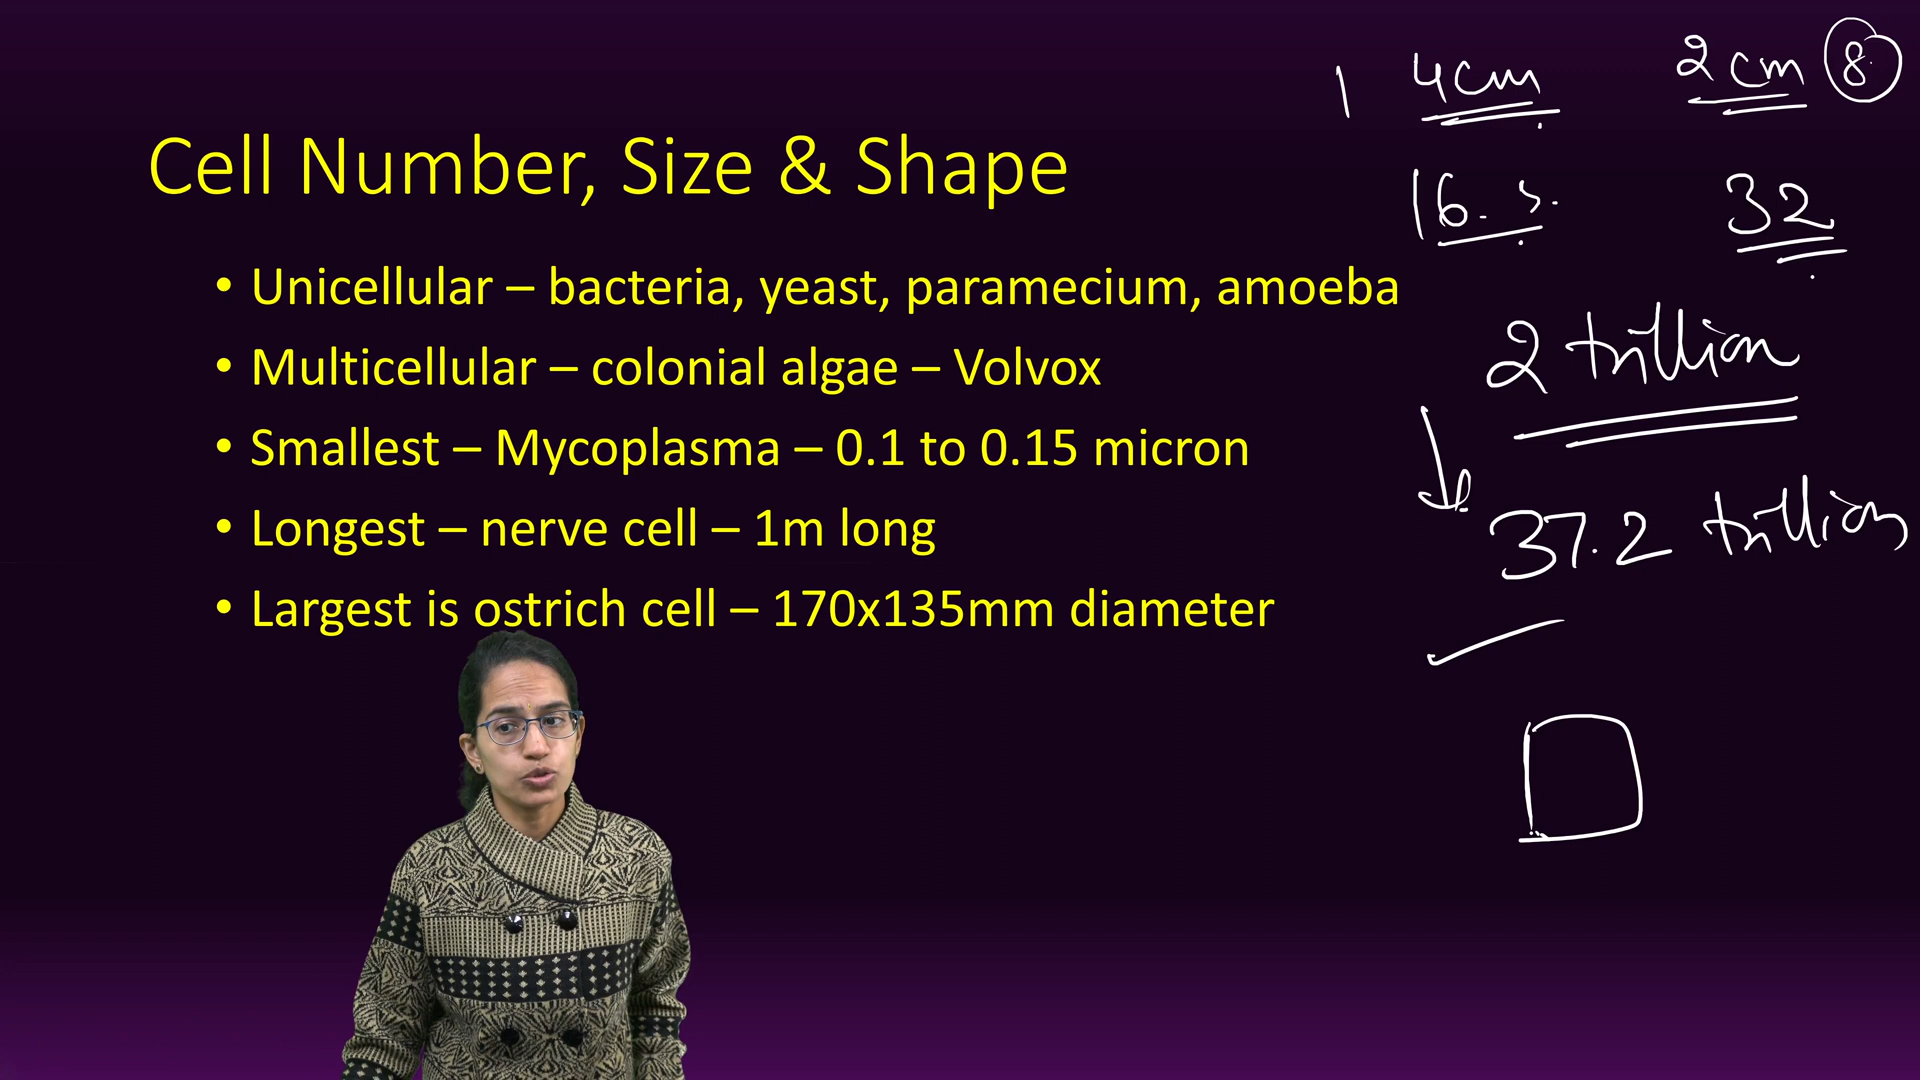 1 4cm 2cm 8
16. 32
Cell Number, Size & Shape
• Unicellular – bacteria, yeast, paramecium, amoeba
• Multicellular – colonial algae – Volvox
• Smallest – Mycoplasma – 0.1 to 0.15 micron
• Longest – nerve cell – 1m long
• Largest is ostrich cell – 170x135mm diameter
2 trillion
37.2 trillion